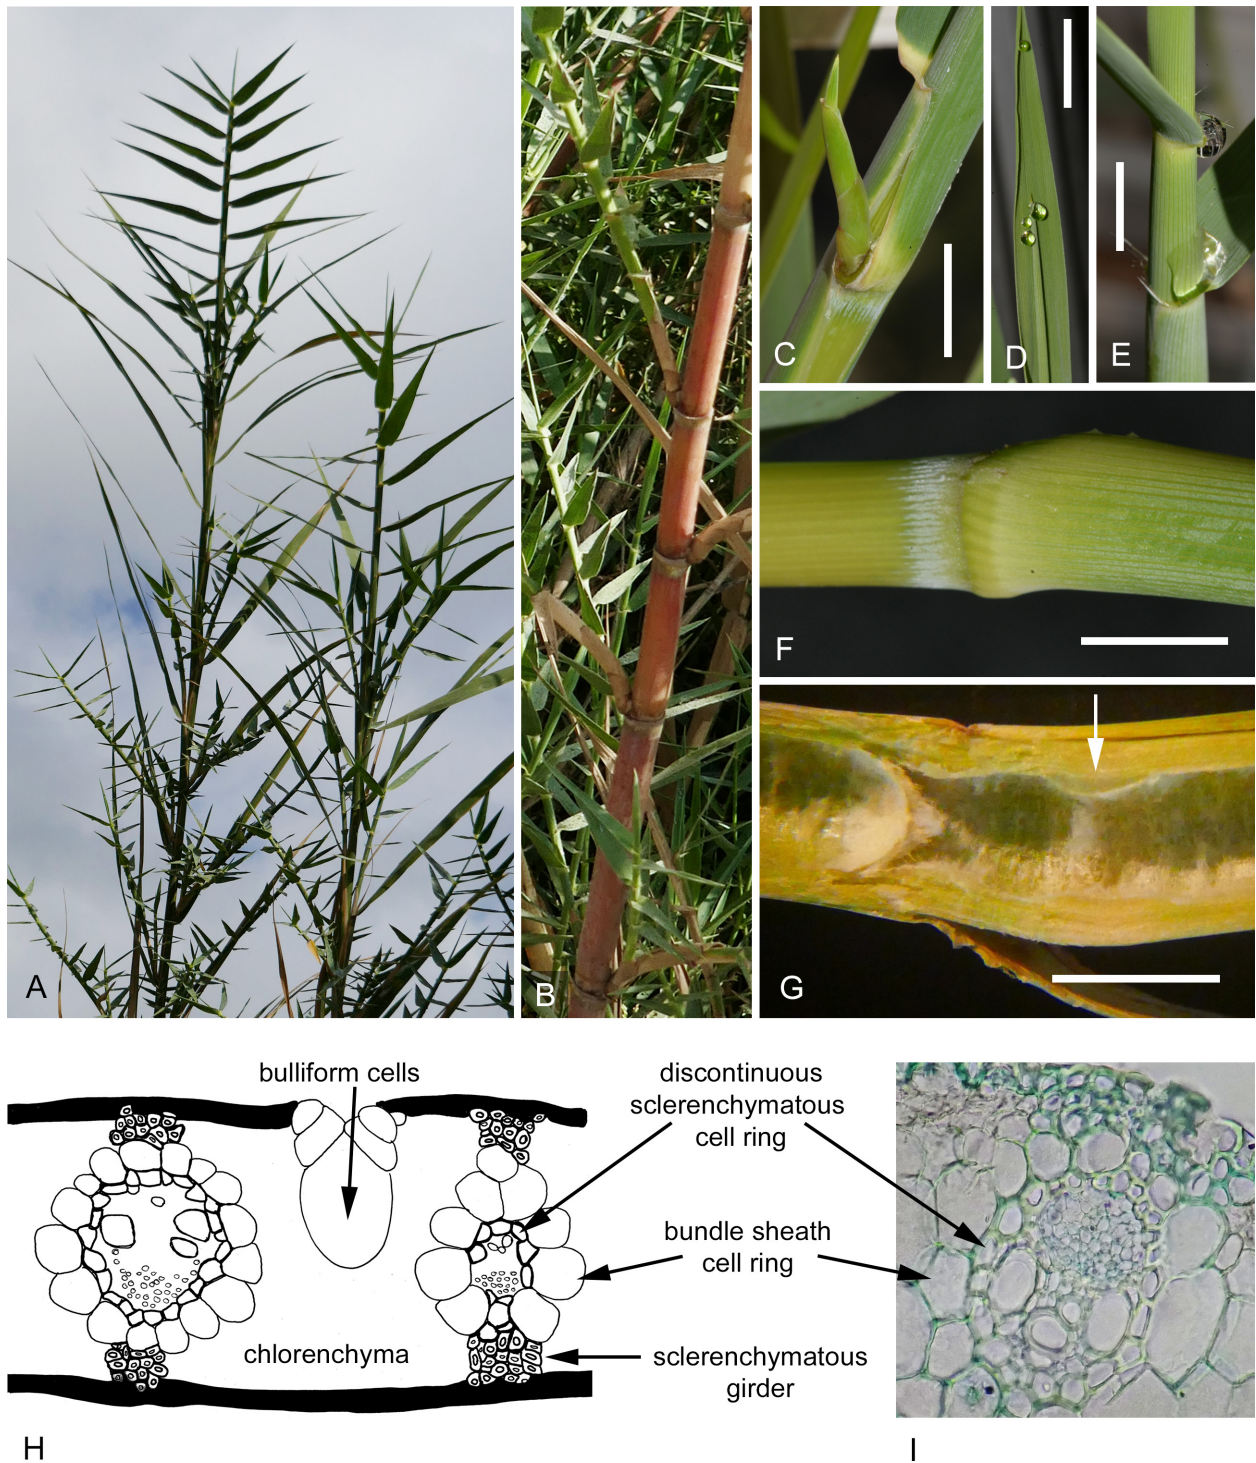 A
B
C
D
E
F
G
bulliform cells
discontinuous
sclerenchymatous
cell ring
bundle sheath
cell ring
chlorenchyma
sclerenchymatous
girder
H
I